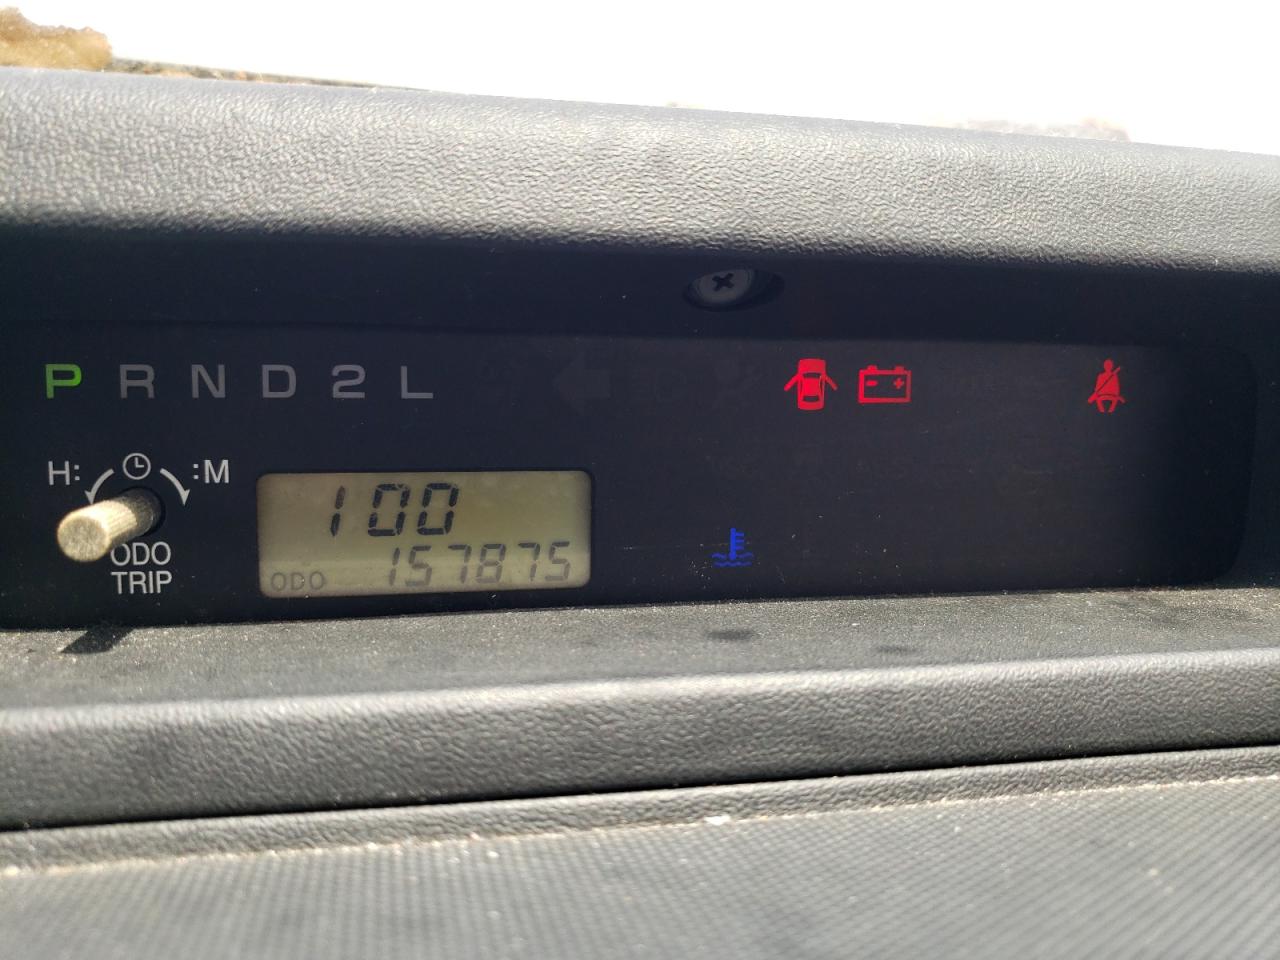 P R N D 2 L
H: :M
ODO
TRIP
100
ODO 157875